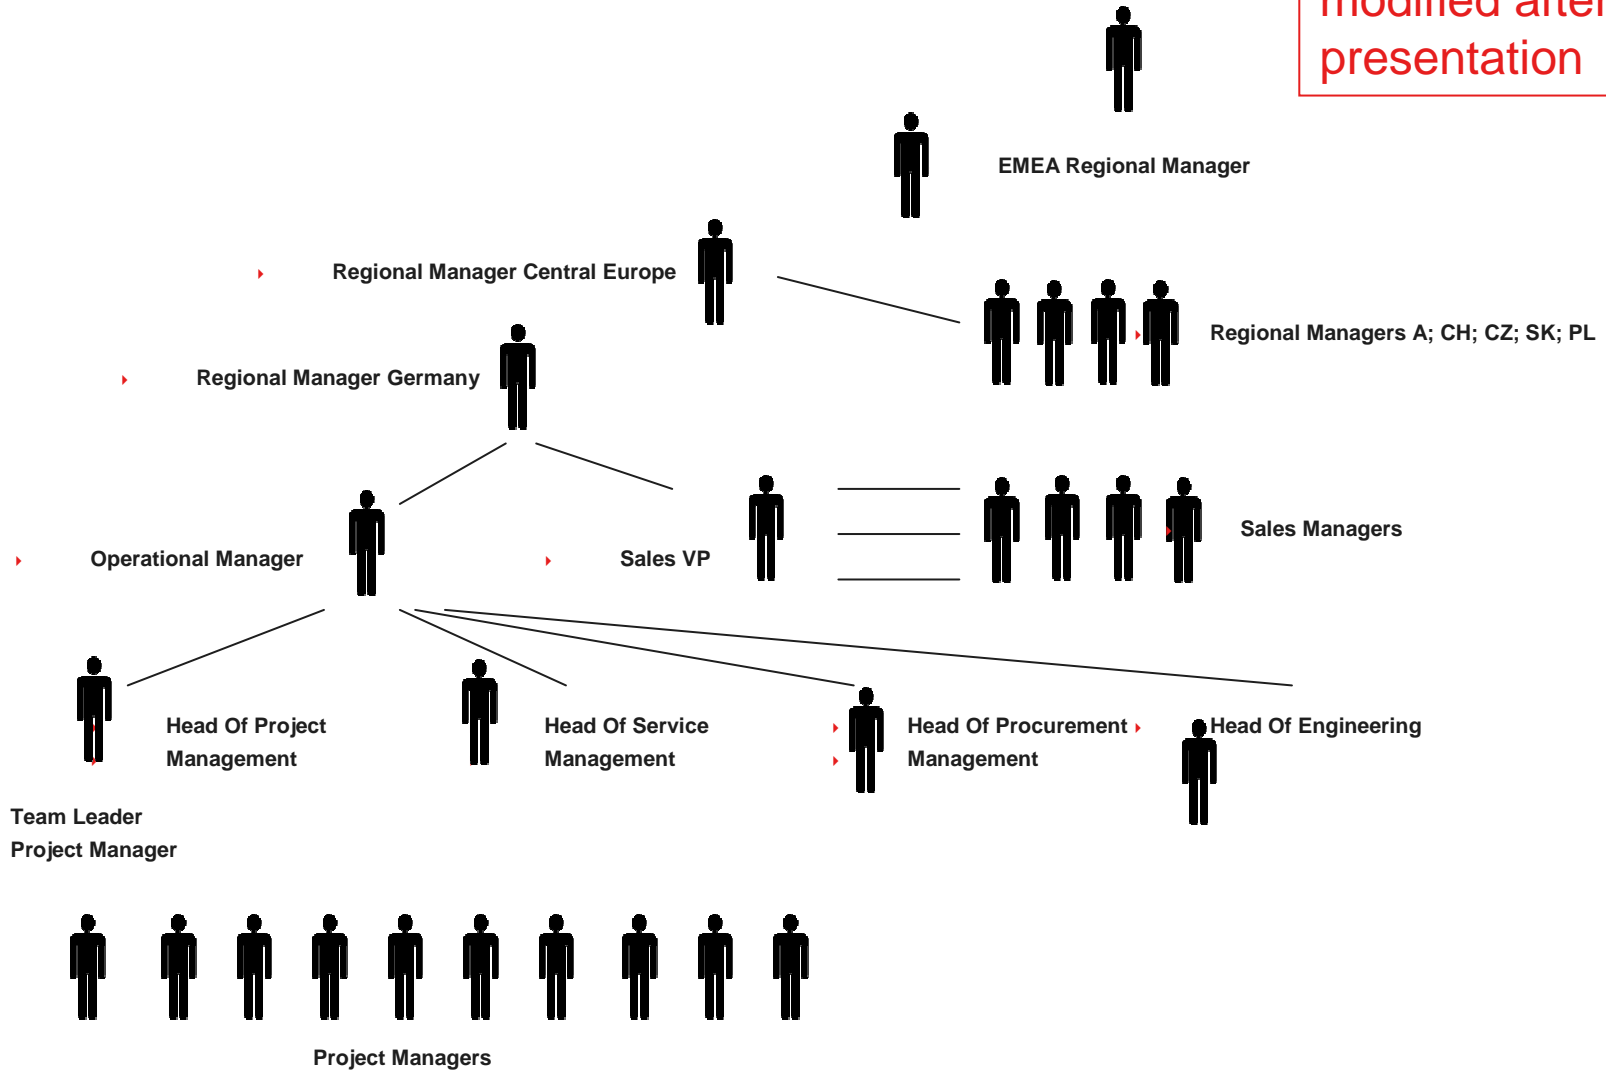 modified after
presentation
EMEA Regional Manager
Regional Manager Central Europe
Regional Managers A; CH; CZ; SK; PL
Regional Manager Germany
Sales Managers
Operational Manager
Sales VP
Head Of Project
Management
Head Of Service
Management
Head Of Procurement
Management
Head Of Engineering
Team Leader
Project Manager
Project Managers